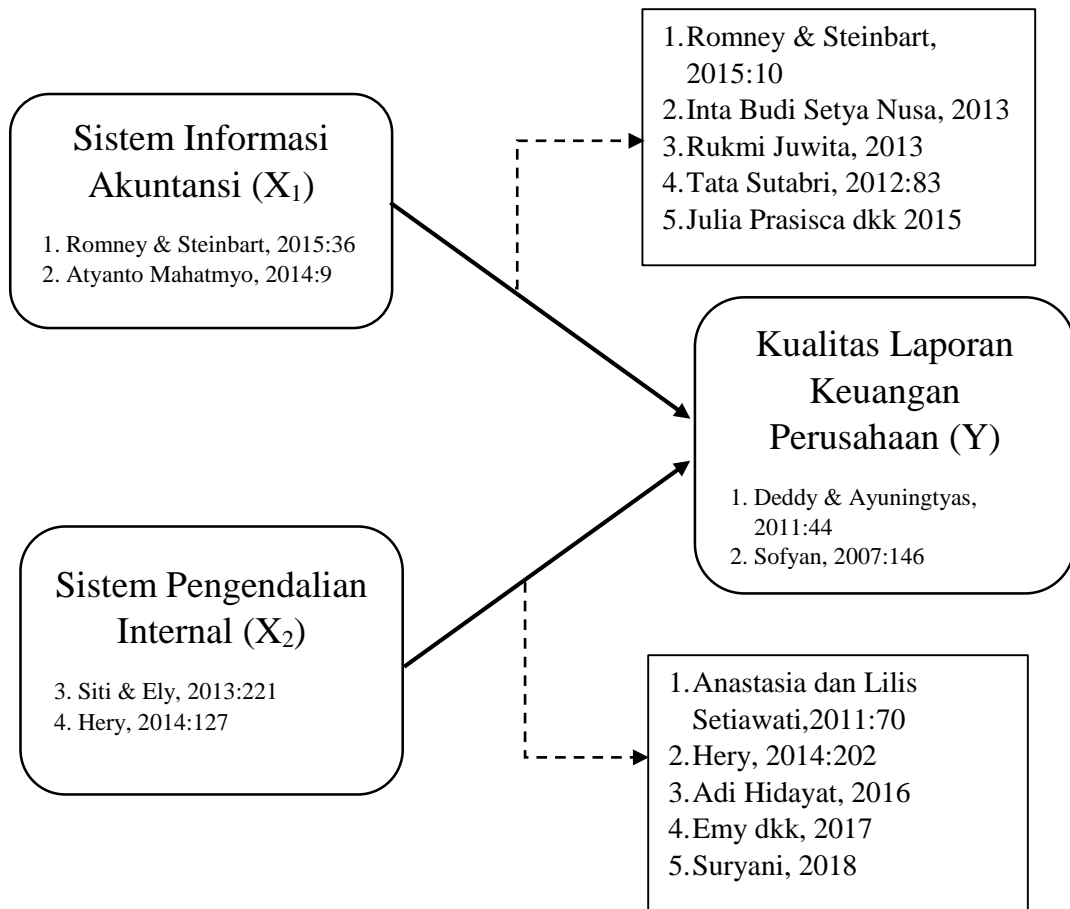 Sistem Informasi
Akuntansi (X₁)
1. Romney & Steinbart, 2015:36
2. Atyanto Mahatmyo, 2014:9
1. Romney & Steinbart,
2015:10
2. Inta Budi Setya Nusa, 2013
3. Rukmi Juwita, 2013
4. Tata Sutabri, 2012:83
5. Julia Prasisca dkk 2015
Kualitas Laporan
Keuangan
Perusahaan (Y)
1. Deddy & Ayuningtyas,
2011:44
2. Sofyan, 2007:146
Sistem Pengendalian
Internal (X₂)
3. Siti & Ely, 2013:221
4. Hery, 2014:127
1. Anastasia dan Lilis
Setiawati,2011:70
2. Hery, 2014:202
3. Adi Hidayat, 2016
4. Emy dkk, 2017
5. Suryani, 2018